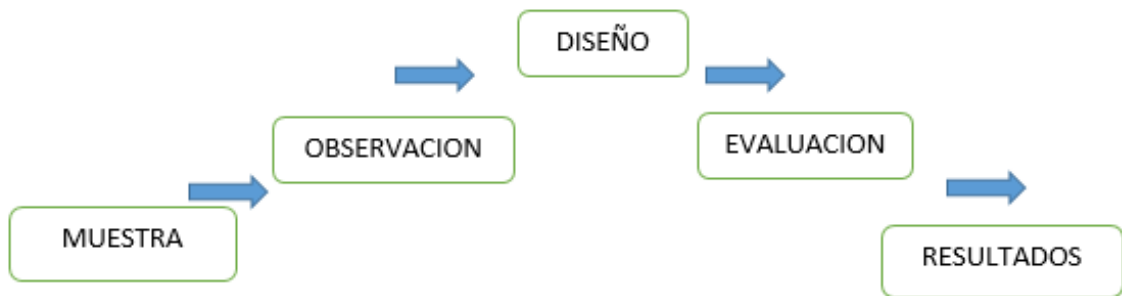 MUESTRA
OBSERVACION
DISEÑO
EVALUACION
RESULTADOS